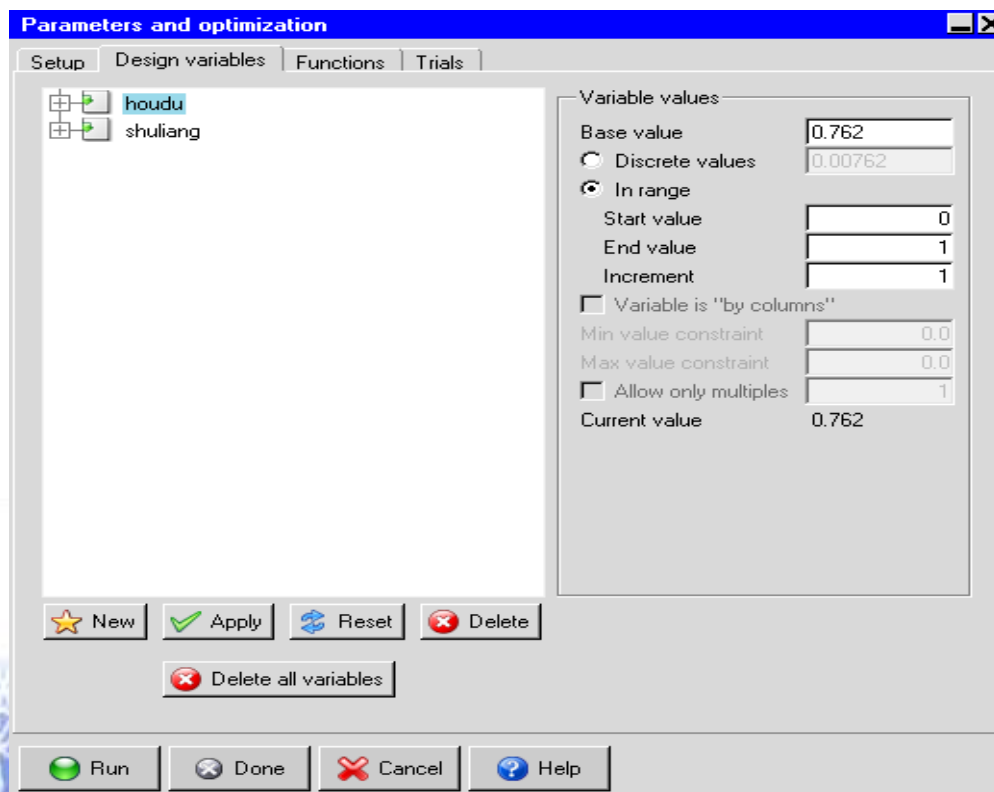 Parameters and optimization
Setup Design variables Functions Trials
houdu
shuliang
Variable values
Base value 0.762
Discrete values 0.00762
In range
Start value 0
End value 1
Increment 1
Variable is "by columns"
Min value constraint 0.0
Max value constraint 0.0
Allow only multiples 1
Current value 0.762
New Apply Reset Delete
Delete all variables
Run Done Cancel Help